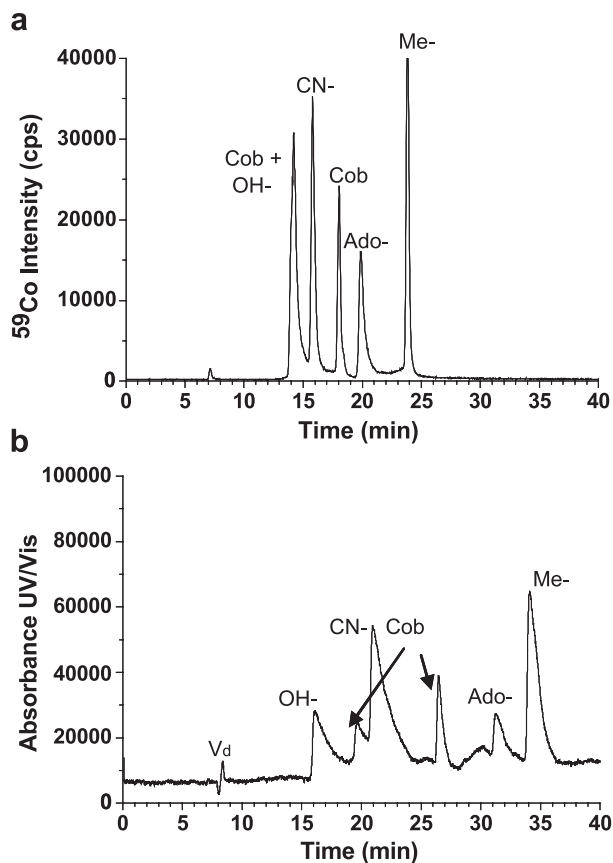 a
Me-
40000
CN-
30000
Cob +
OH-
Cob
20000
Ado-
10000
0
⁵⁹Co Intensity (cps)
0 5 10 15 20 25 30 35 40
Time (min)
b
100000
80000
Me-
60000
CN- Cob
40000
OH-
Ado-
20000
Vd
0
Absorbance UV/Vis
0 5 10 15 20 25 30 35 40
Time (min)